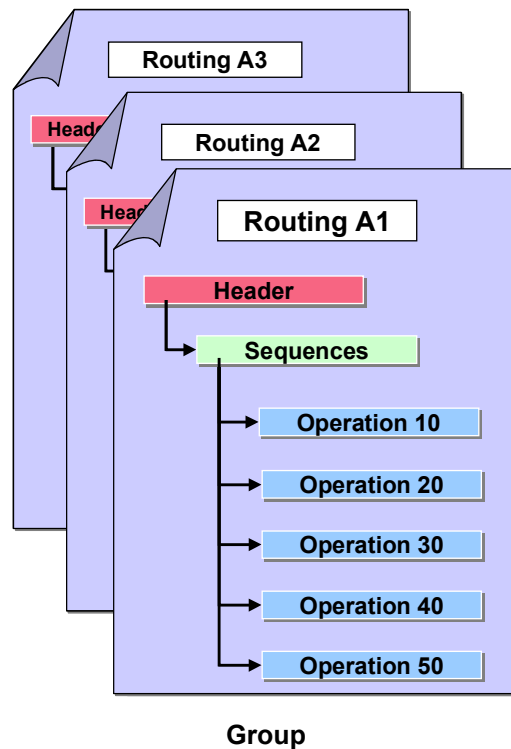 Routing A3
Header
Routing A2
Routing A1
Header
Sequences
Operation 10
Operation 20
Operation 30
Operation 40
Operation 50
Group